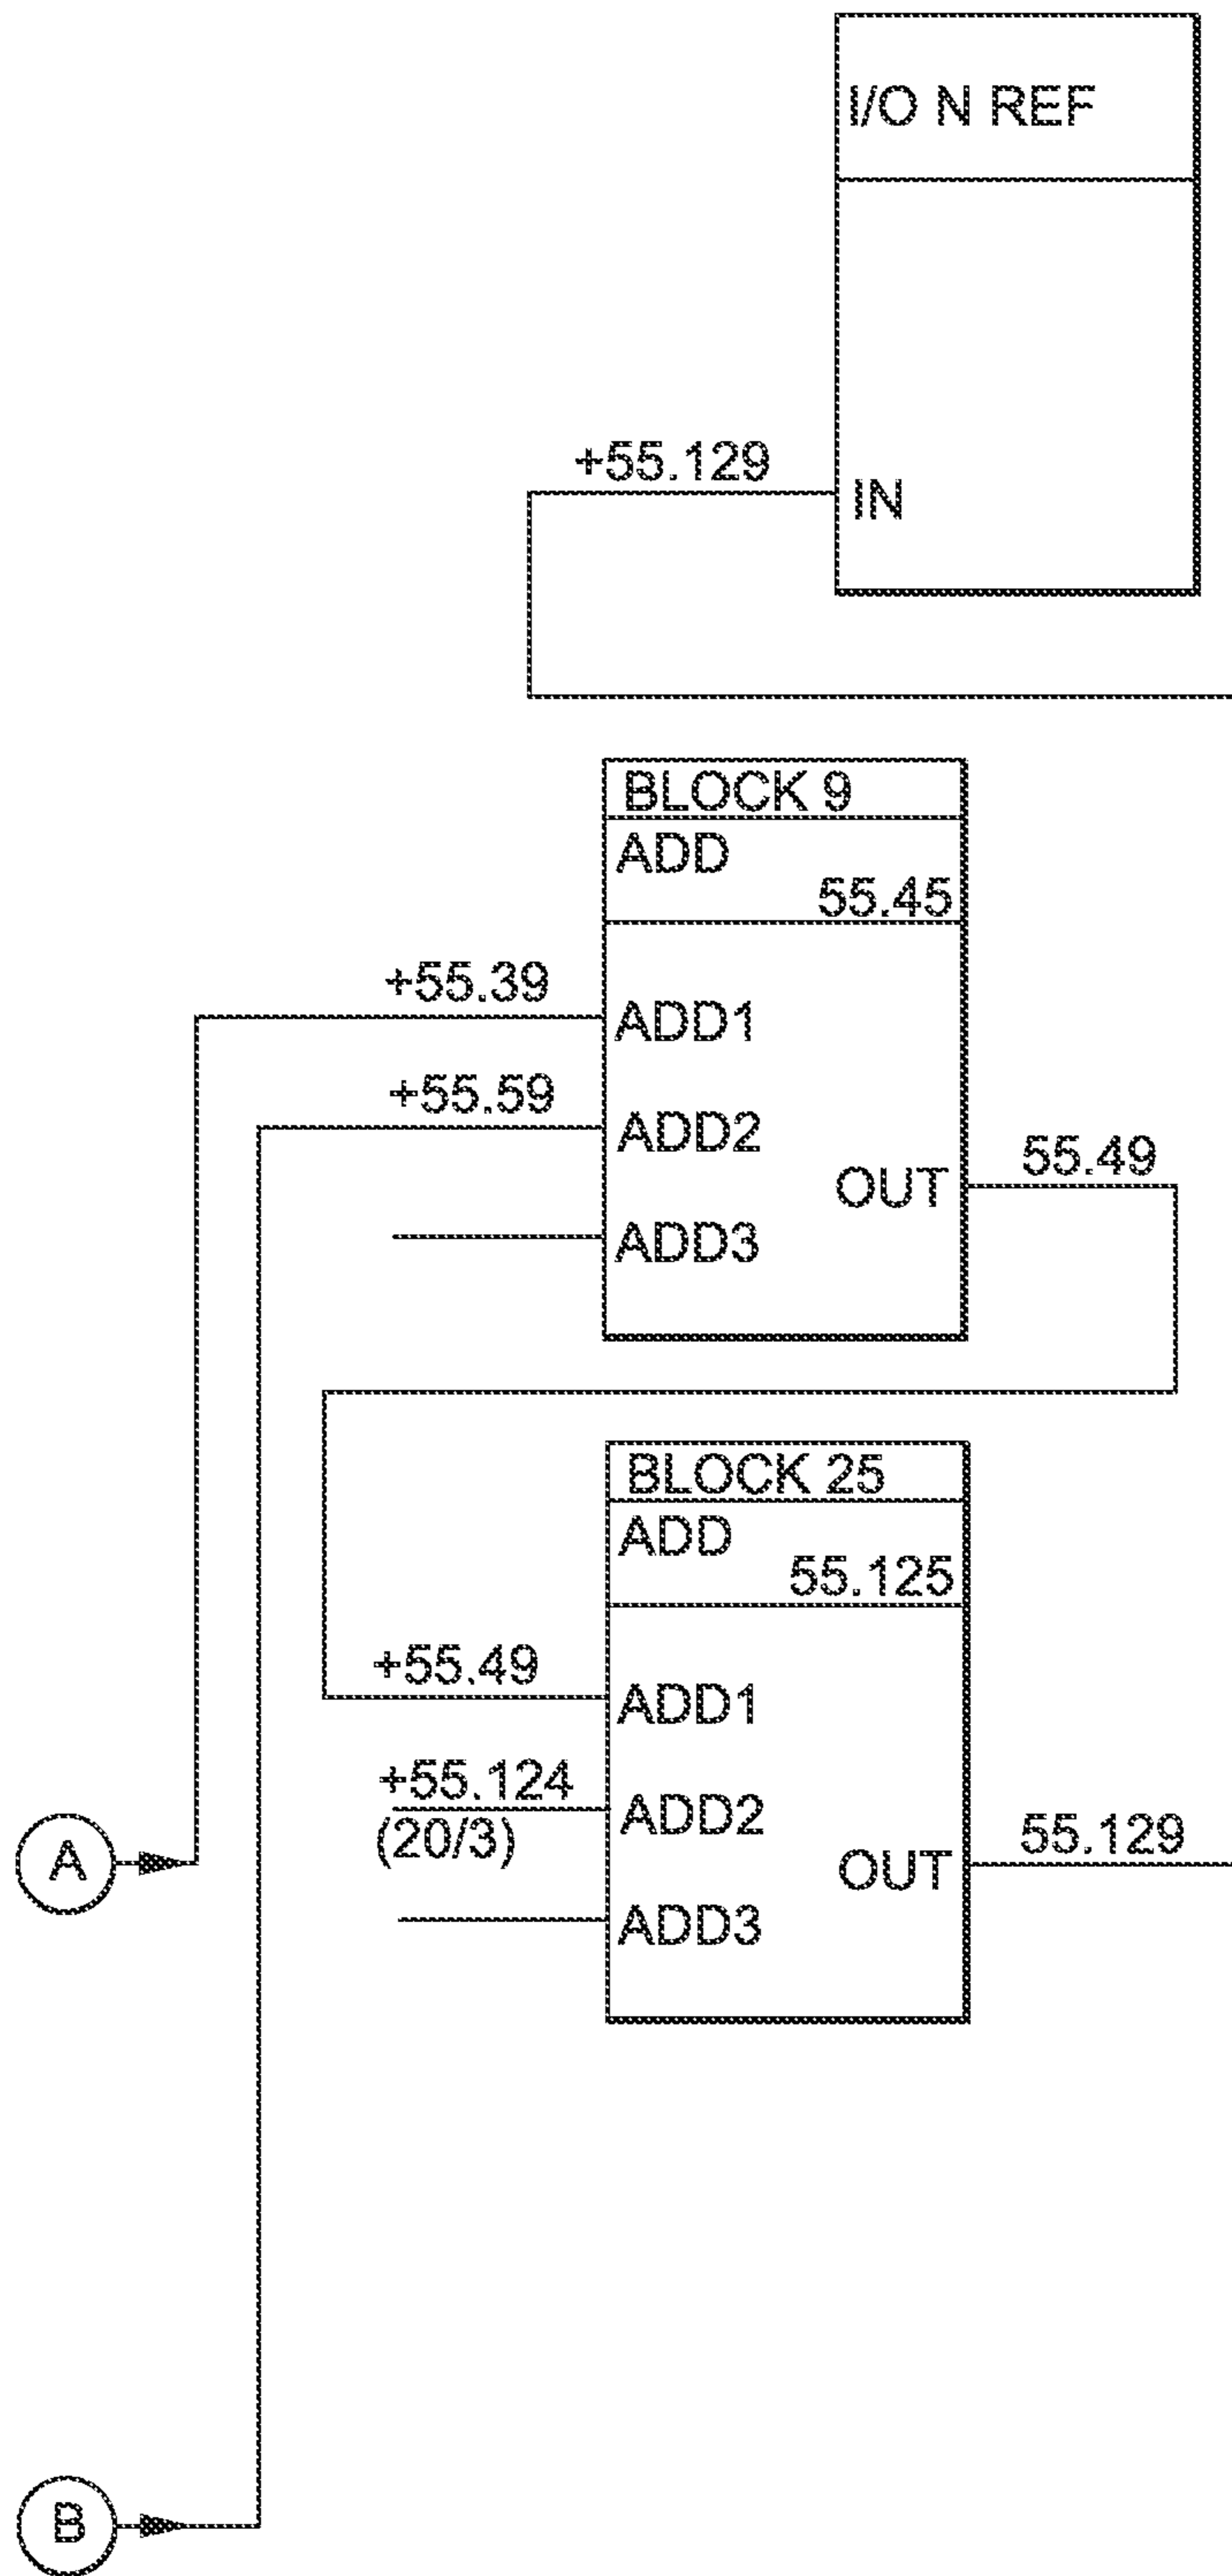 I/O N REF
+55.129
IN
BLOCK 9
ADD
55.45
+55.39
ADD1
+55.59
ADD2
55.49
OUT
ADD3
BLOCK 25
ADD
55.125
+55.49
ADD1
+55.124
(20/3)
ADD2
55.129
OUT
A
ADD3
B